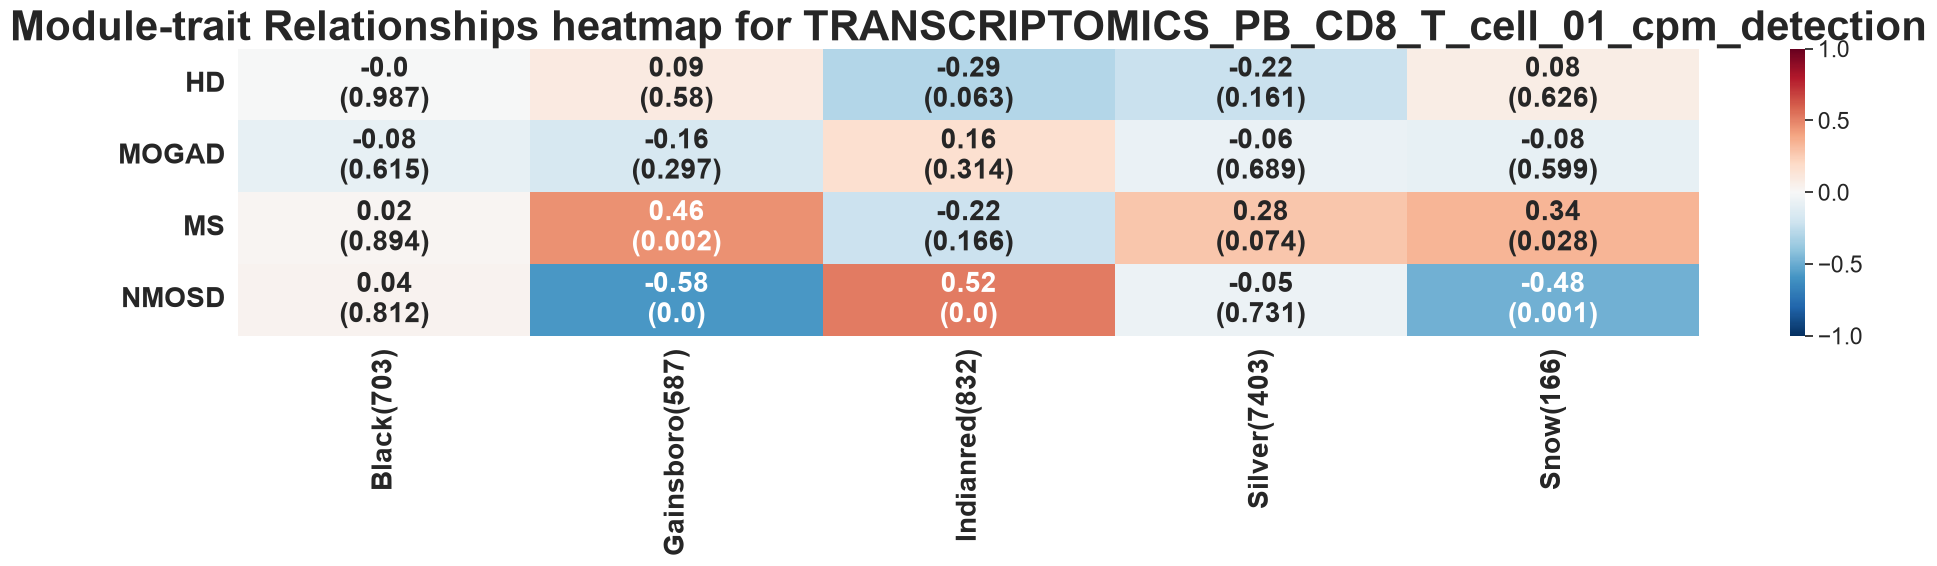 Module-trait Relationships heatmap for TRANSCRIPTOMICS_PB_CD8_T_cell_01_cpm_detection
HD
-0.0 0.09 -0.29 -0.22 0.08
(0.987) (0.58) (0.063) (0.161) (0.626)
MOGAD
-0.08 -0.16 0.16 -0.06 -0.08
(0.615) (0.297) (0.314) (0.689) (0.599)
MS
0.02 0.46 -0.22 0.28 0.34
(0.894) (0.002) (0.166) (0.074) (0.028)
NMOSD
0.04 -0.58 0.52 -0.05 -0.48
(0.812) (0.0) (0.0) (0.731) (0.001)
Black(703)
Gainsboro(587)
Indianred(832)
Silver(7403)
Snow(166)
1.0
0.5
0.0
−0.5
−1.0